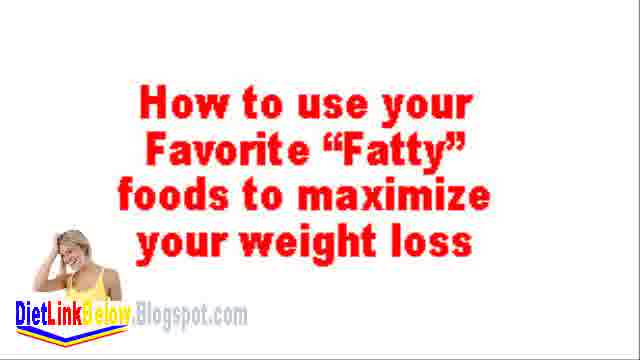 How to use your
Favorite “Fatty”
foods to maximize
your weight loss
DietLinkBelow.Blogspot.com